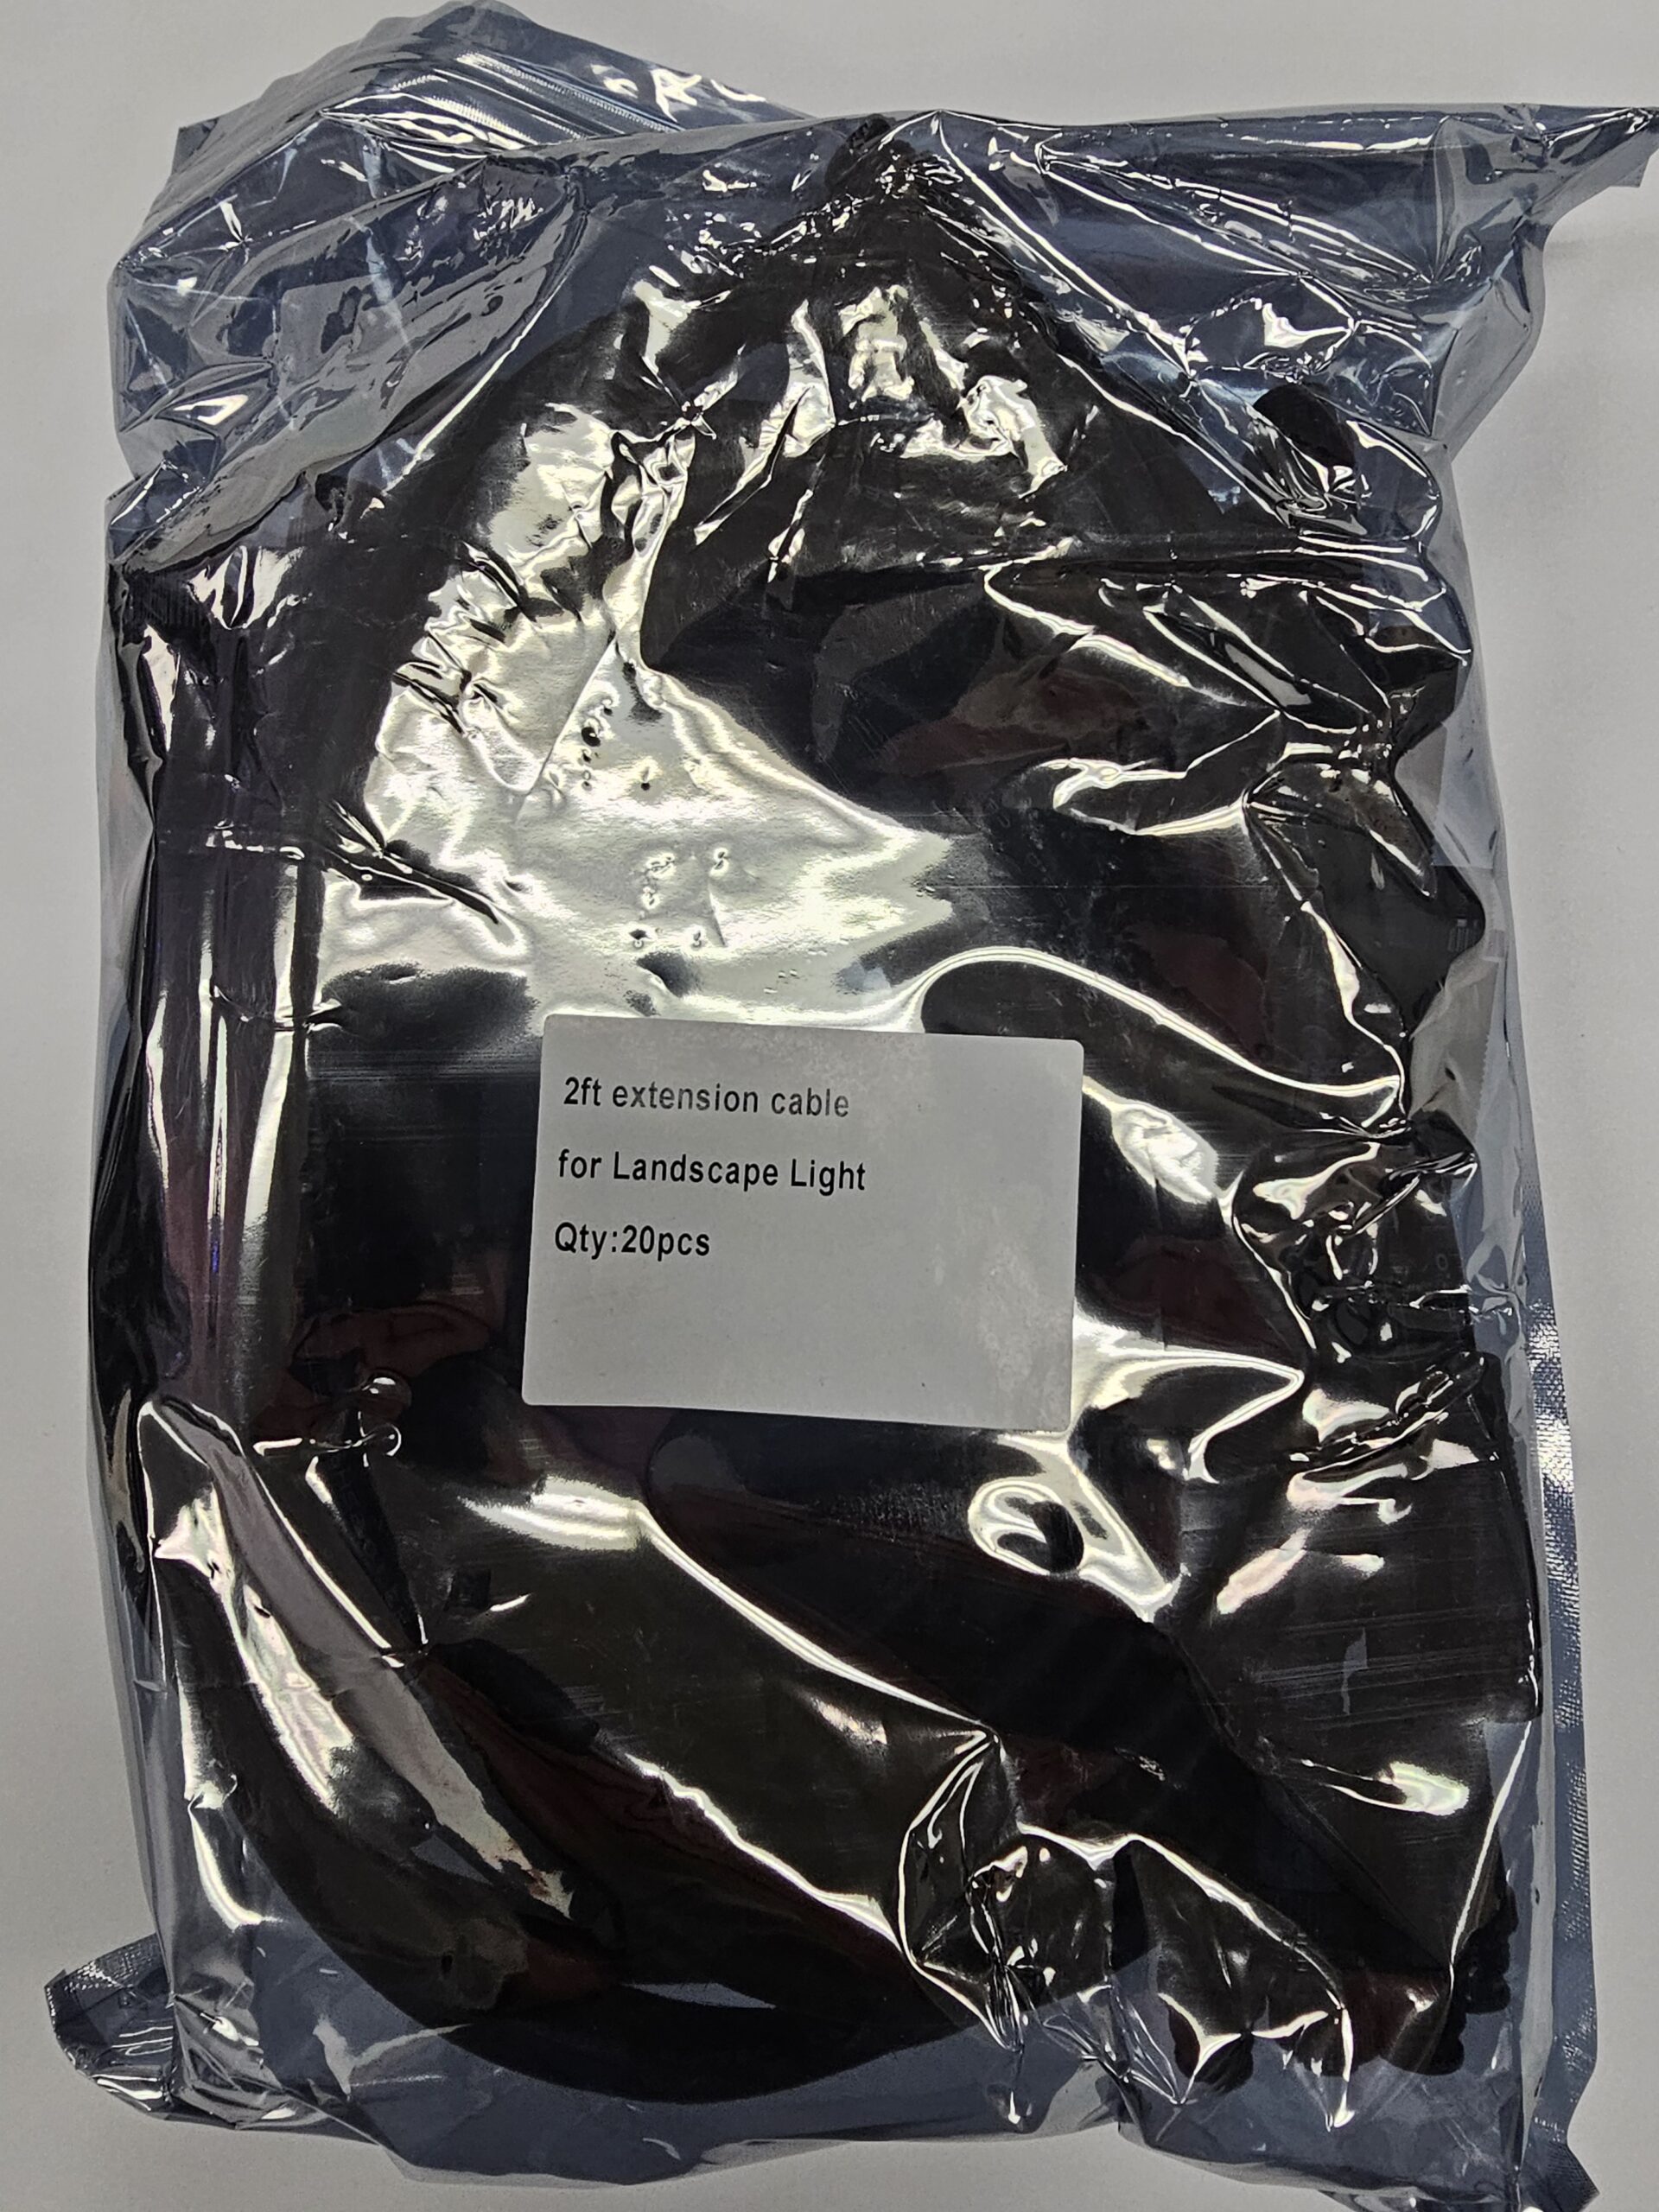 2ft extension cable
for Landscape Light
Qty:20pcs